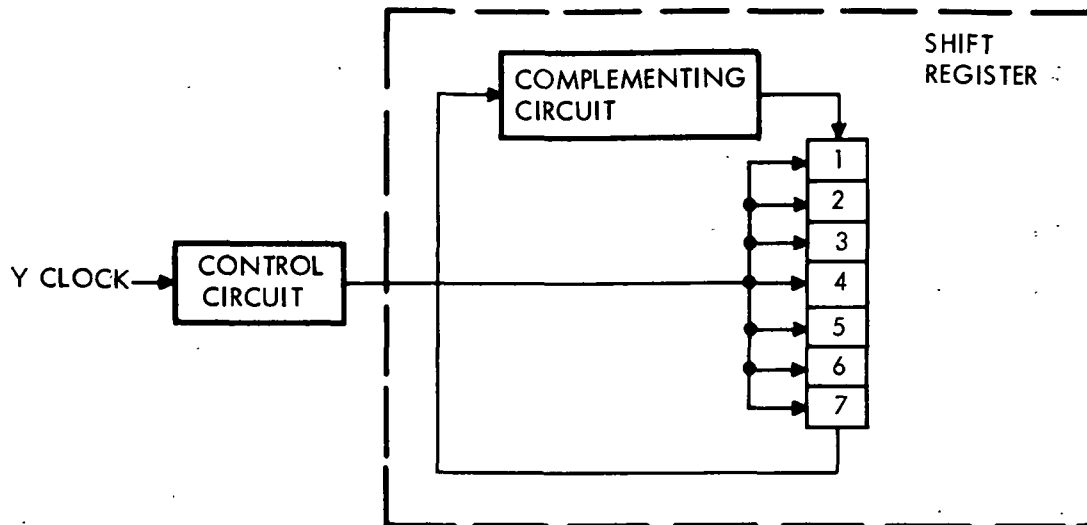 SHIFT
REGISTER
COMPLEMENTING
CIRCUIT
1
2
3
4
5
6
7
Y CLOCK
CONTROL
CIRCUIT